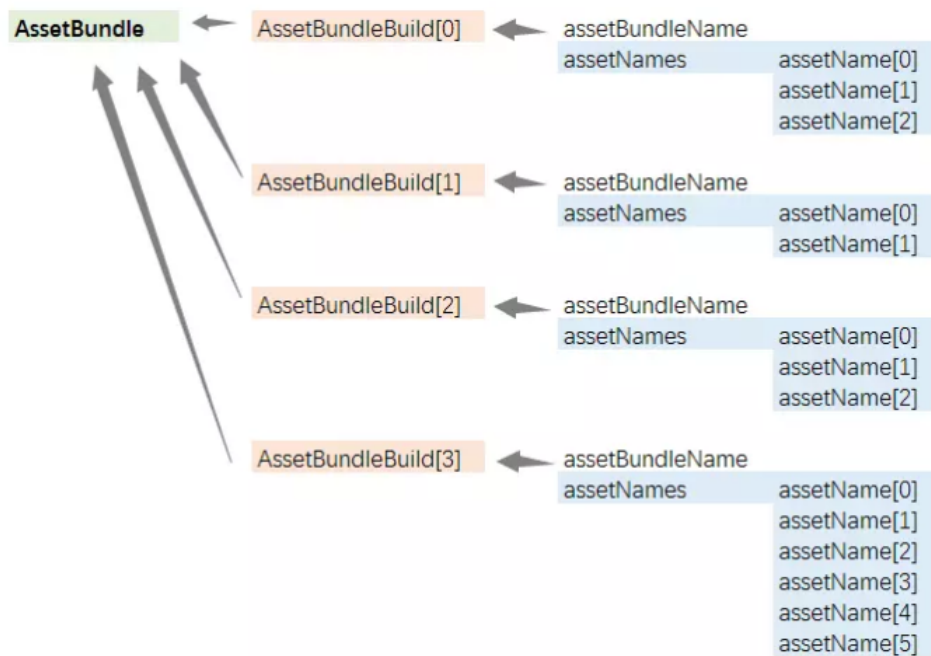 AssetBundle AssetBundleBuild[0] assetBundleName
assetNames assetName[0]
assetName[1]
assetName[2]
AssetBundleBuild[1] assetBundleName
assetNames assetName[0]
assetName[1]
AssetBundleBuild[2] assetBundleName
assetNames assetName[0]
assetName[1]
assetName[2]
AssetBundleBuild[3] assetBundleName
assetNames assetName[0]
assetName[1]
assetName[2]
assetName[3]
assetName[4]
assetName[5]